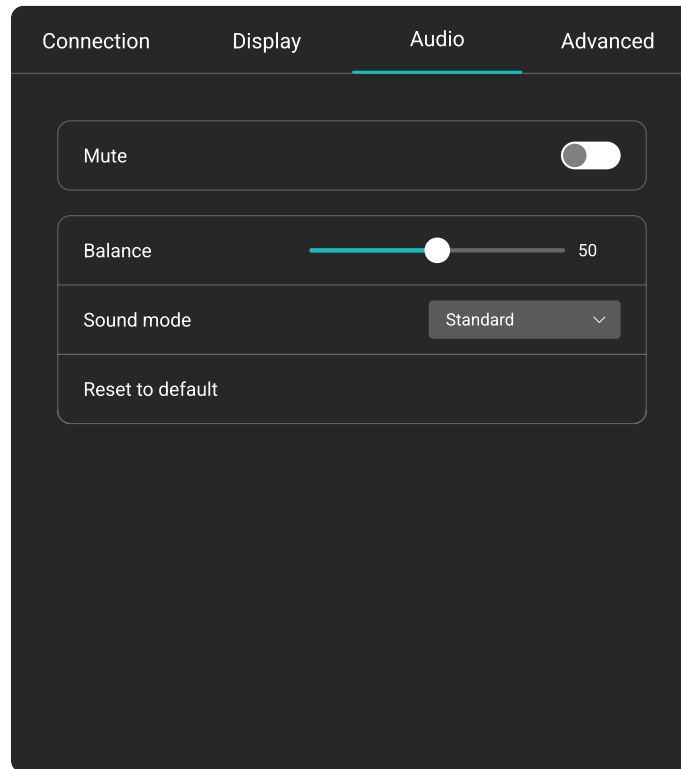 Connection Display Audio Advanced
Mute
Balance 50
Sound mode Standard
Reset to default